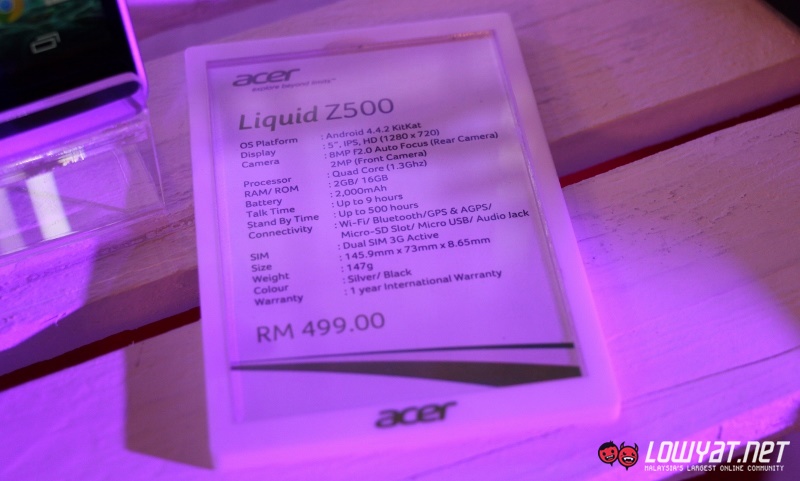 acer
explore beyond limits™
Liquid Z500
OS Platform : Android 4.4.2 KitKat
Display : 5", IPS, HD (1280 x 720)
Camera : 8MP f2.0 Auto Focus (Rear Camera)
2MP (Front Camera)
Processor : Quad Core (1.3Ghz)
RAM/ ROM : 2GB/ 16GB
Battery : 2,000mAh
Talk Time : Up to 9 hours
Stand By Time : Up to 500 hours
Connectivity : Wi-Fi/ Bluetooth/GPS & AGPS/
Micro-SD Slot/ Micro USB/ Audio Jack
SIM : Dual SIM 3G Active
Size : 145.9mm x 73mm x 8.65mm
Weight : 147g
Colour : Silver/ Black
Warranty : 1 year International Warranty
RM 499.00
acer
LOWYAT.NET
MALAYSIA'S LARGEST ONLINE COMMUNITY